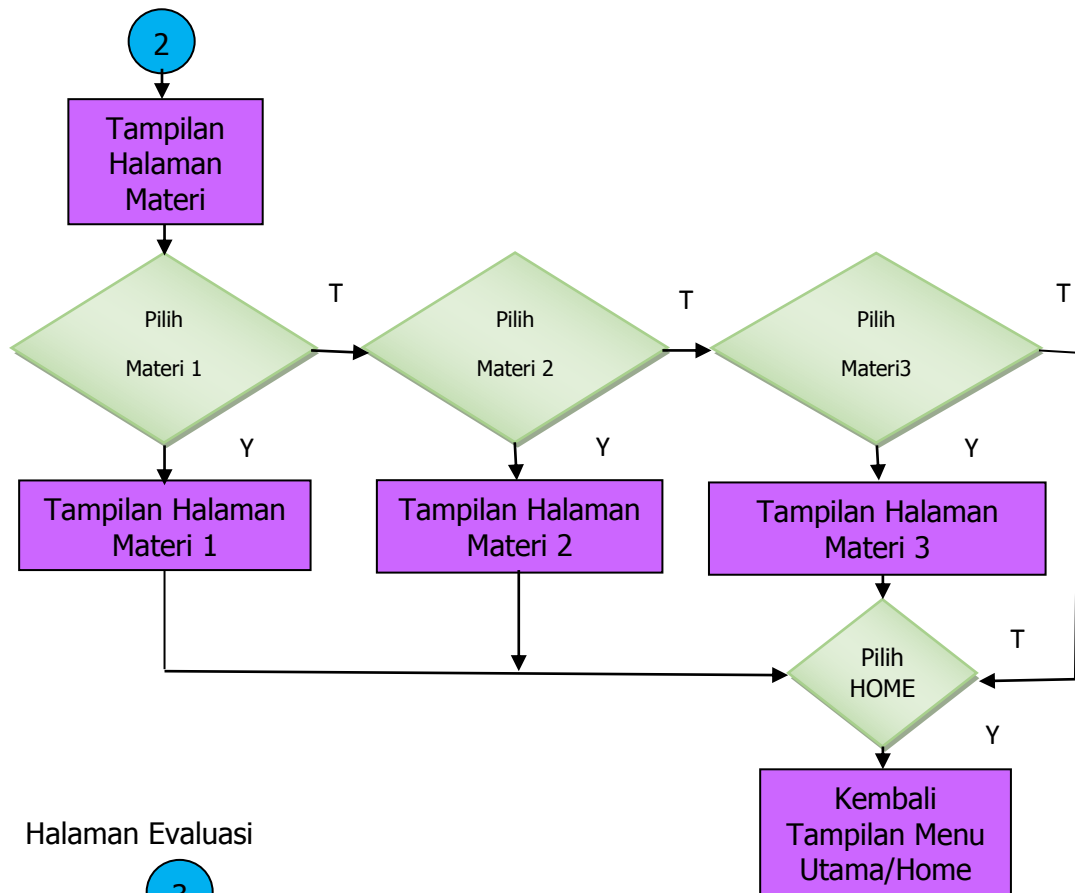 2
Tampilan
Halaman
Materi
T
T
T
Pilih
Materi 1
Pilih
Materi 2
Pilih
Materi3
Y
Y
Y
Tampilan Halaman
Materi 1
Tampilan Halaman
Materi 2
Tampilan Halaman
Materi 3
Pilih
HOME
T
Y
Kembali
Tampilan Menu
Utama/Home
Halaman Evaluasi
3